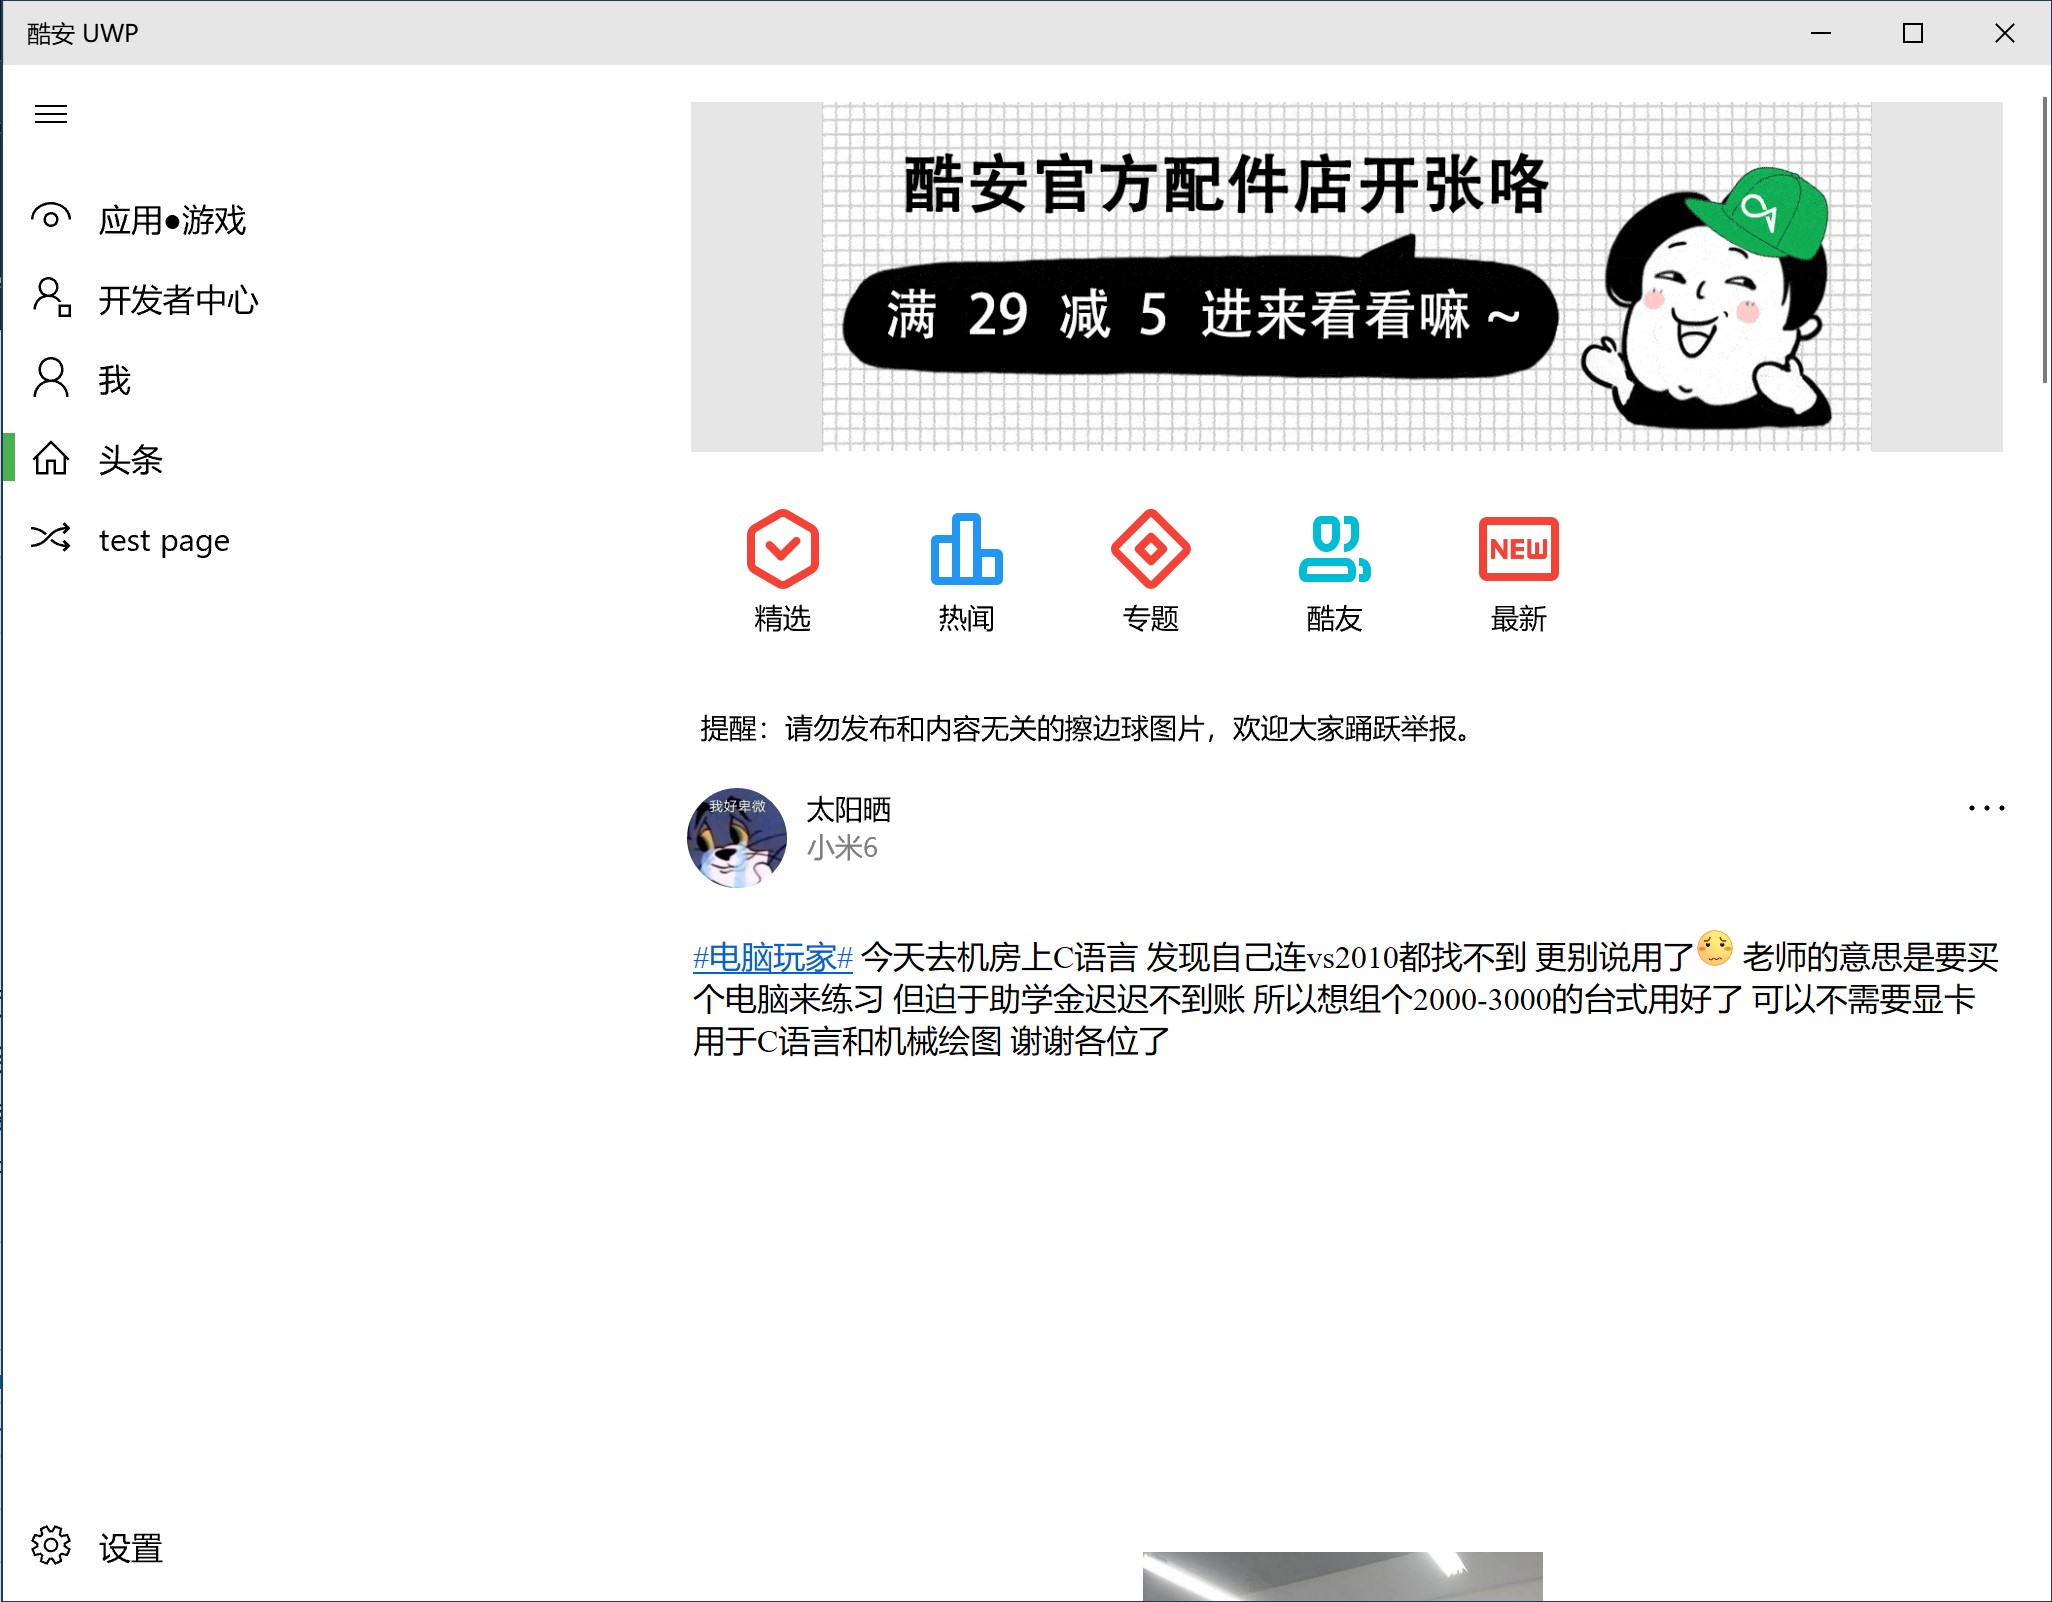 酷安 UWP
应用●游戏
开发者中心
我
头条
test page
设置
酷安官方配件店开张咯
满 29 减 5 进来看看嘛~
NEW
精选 热闻 专题 酷友 最新
提醒：请勿发布和内容无关的擦边球图片，欢迎大家踊跃举报。
我好卑微
太阳晒
小米6
#电脑玩家# 今天去机房上C语言 发现自己连vs2010都找不到 更别说用了 老师的意思是要买
个电脑来练习 但迫于助学金迟迟不到账 所以想组个2000-3000的台式用好了 可以不需要显卡
用于C语言和机械绘图 谢谢各位了